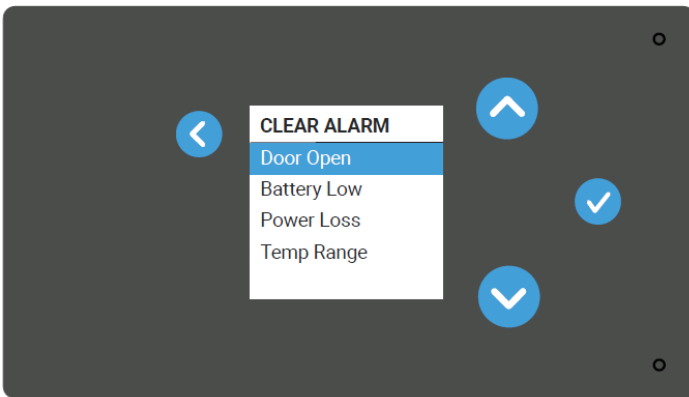 CLEAR ALARM
Door Open
Battery Low
Power Loss
Temp Range